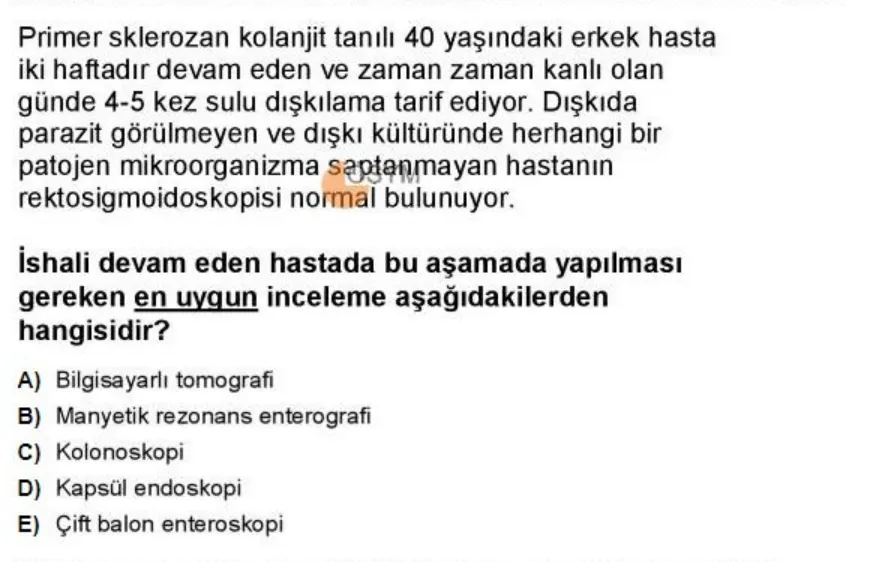 Primer sklerozan kolanjit tanılı 40 yaşındaki erkek hasta
iki haftadır devam eden ve zaman zaman kanlı olan
günde 4-5 kez sulu dışkılama tarif ediyor. Dışkıda
parazit görülmeyen ve dışkı kültüründe herhangi bir
patojen mikroorganizma saptanmayan hastanın
ÖSYM
rektosigmoidoskopisi normal bulunuyor.
İshali devam eden hastada bu aşamada yapılması
gereken en uygun inceleme aşağıdakilerden
hangisidir?
A) Bilgisayarlı tomografi
B) Manyetik rezonans enterografi
C) Kolonoskopi
D) Kapsül endoskopi
E) Çift balon enteroskopi